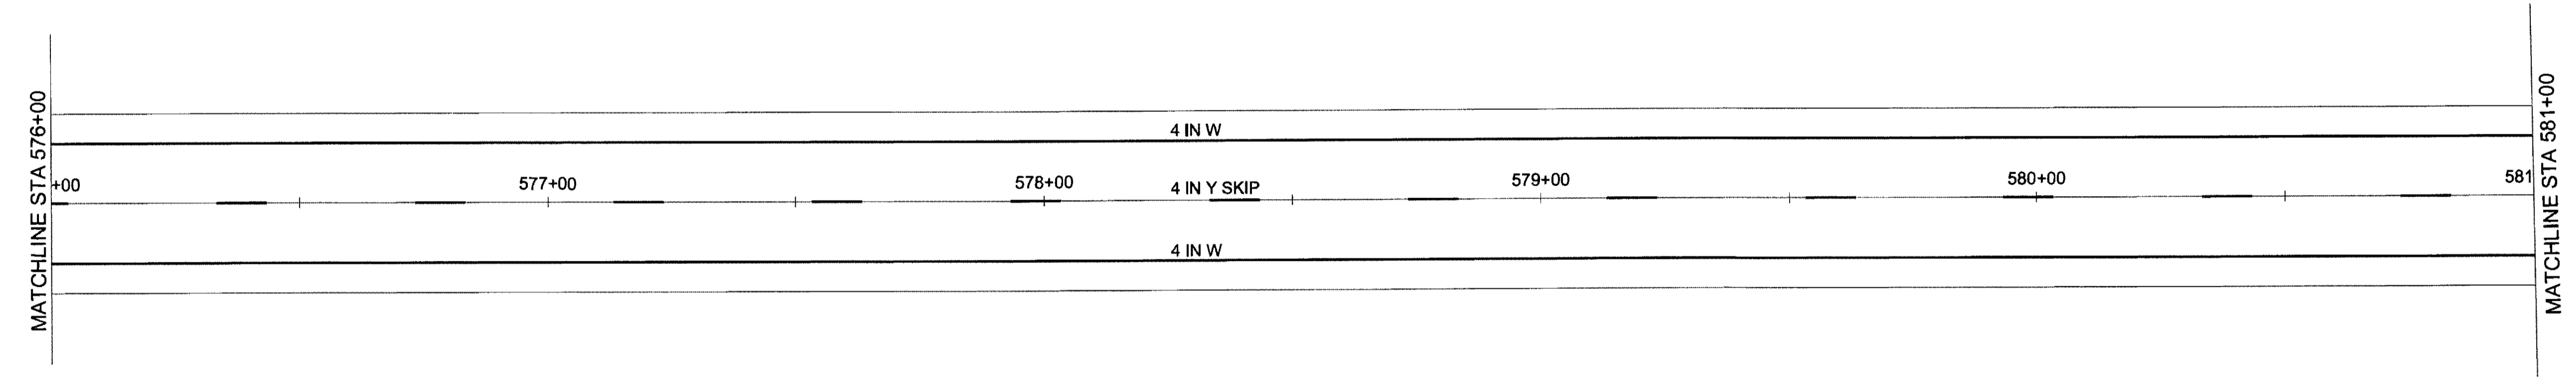 MATCHLINE STA 576+00
4 IN W
+00
577+00
578+00
4 IN Y SKIP
579+00
580+00
581
4 IN W
MATCHLINE STA 581+00